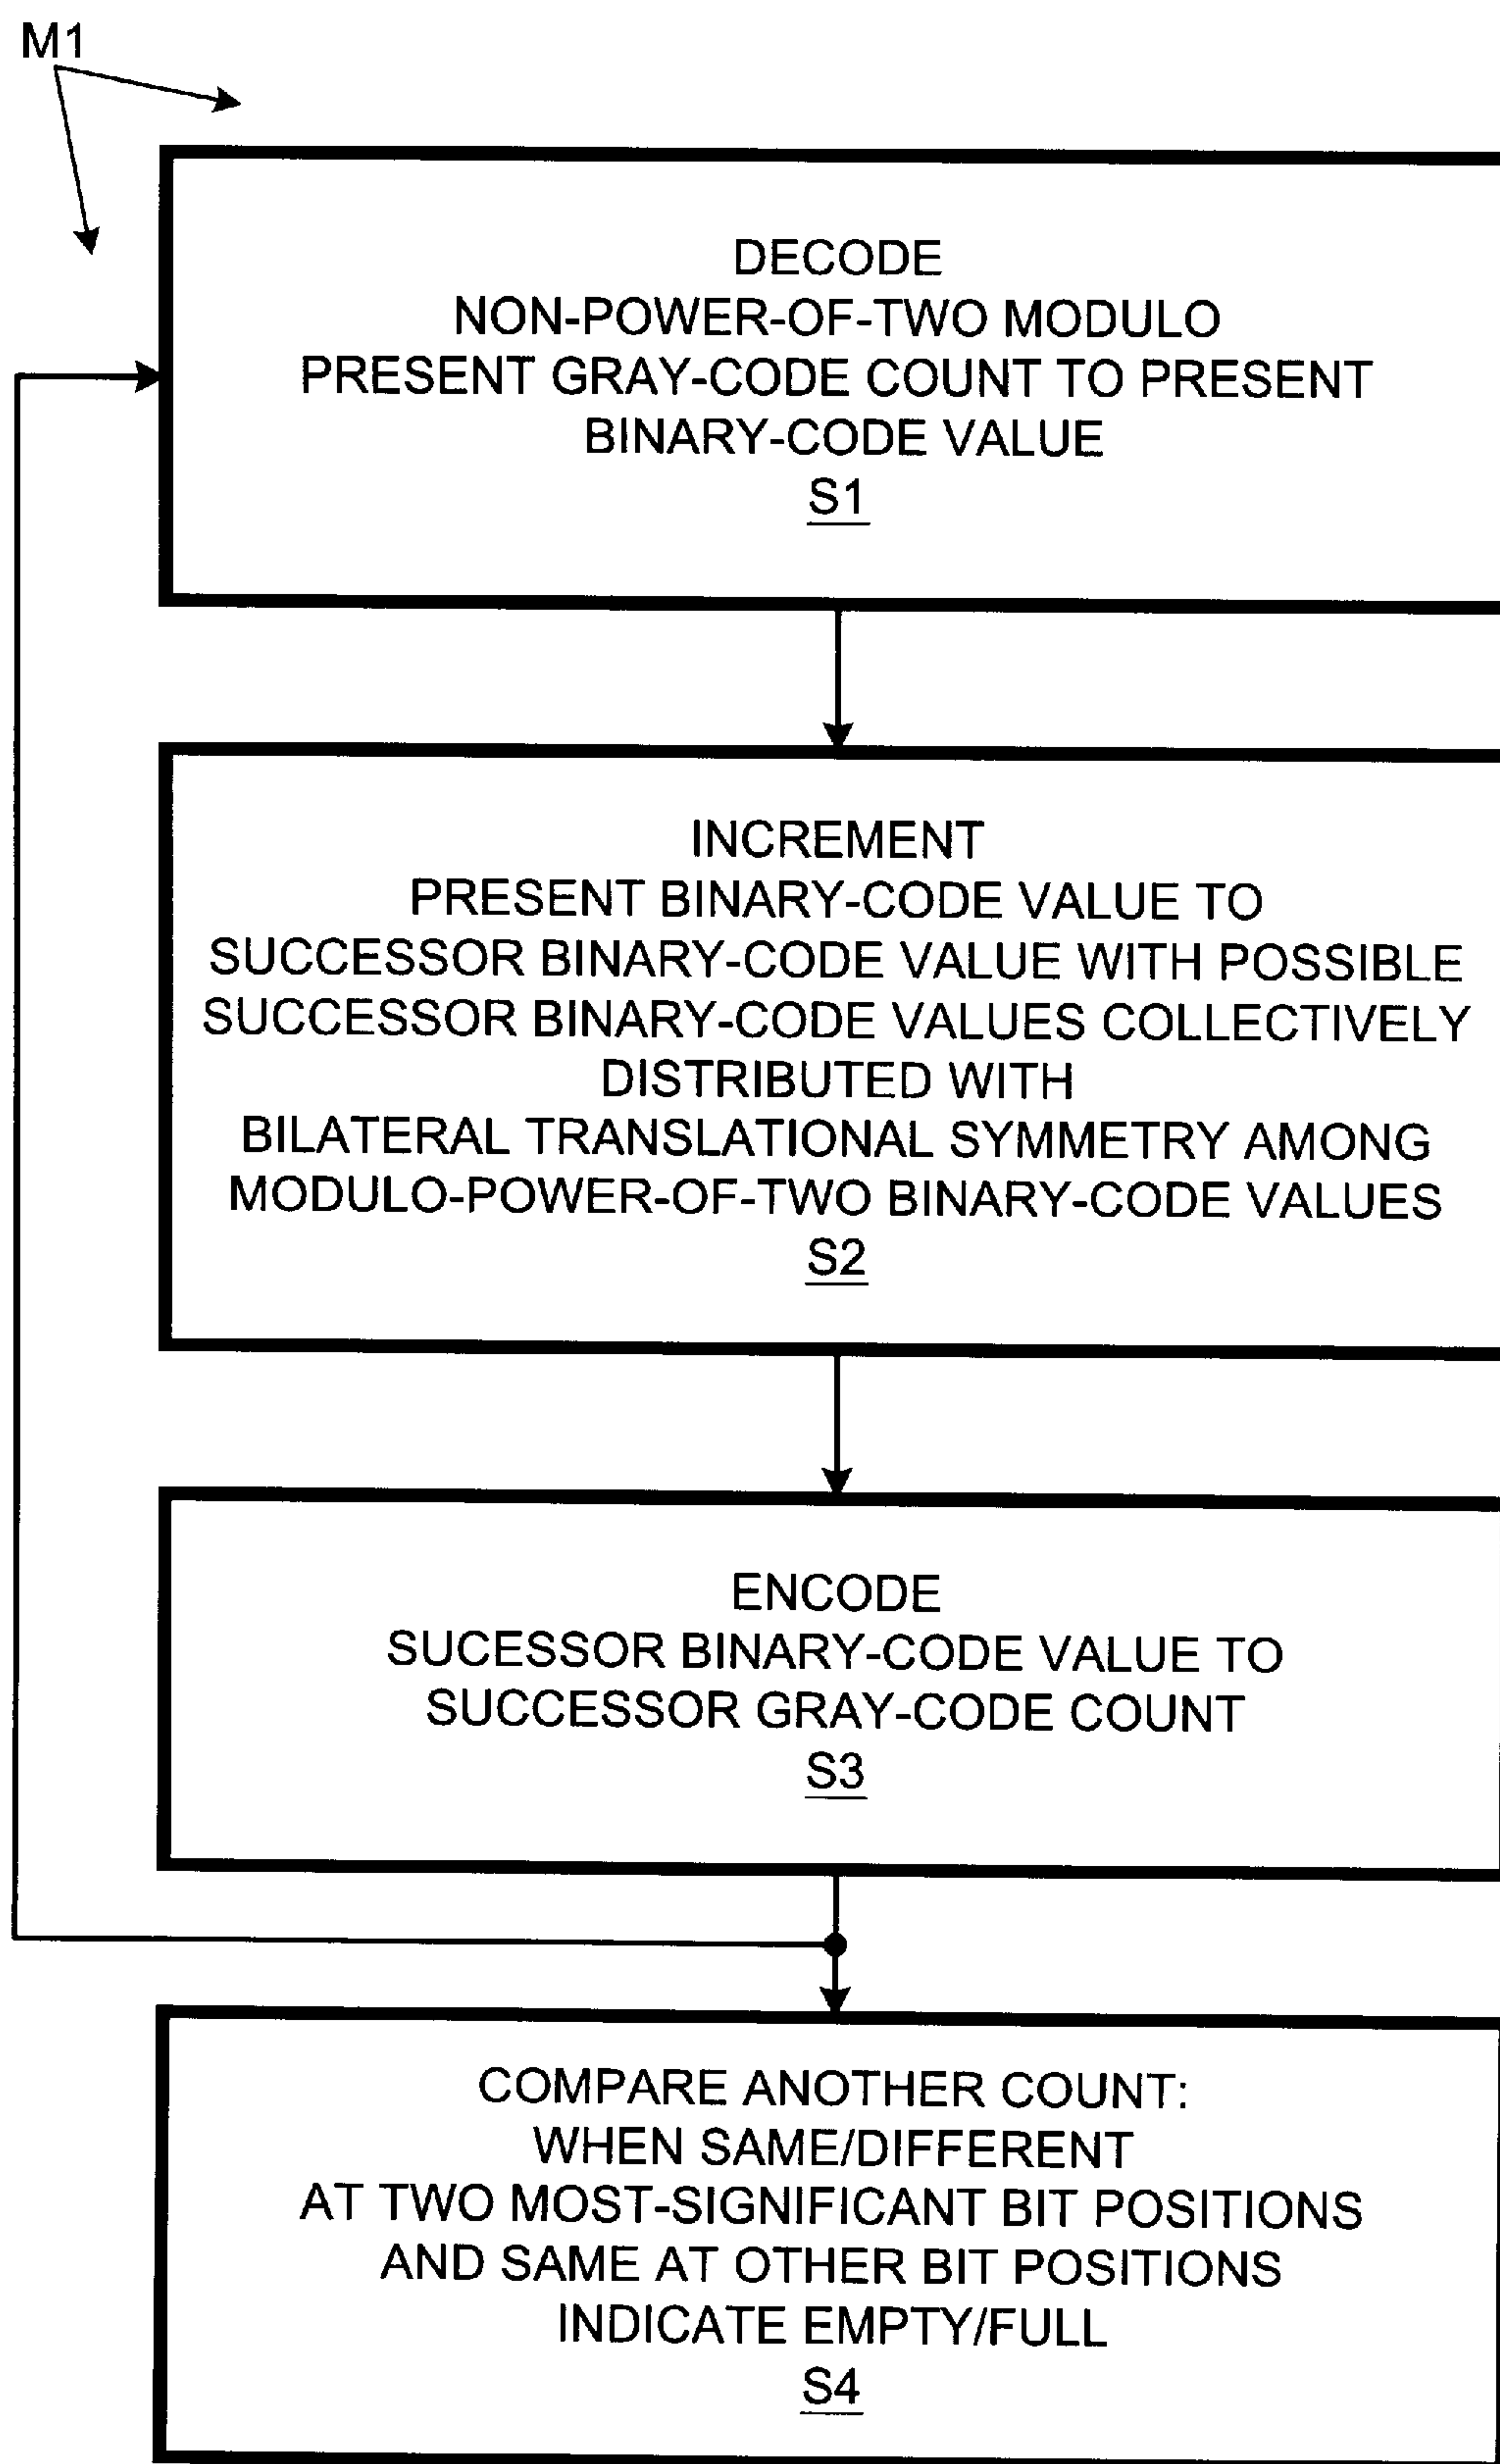 M1
DECODE
NON-POWER-OF-TWO MODULO
PRESENT GRAY-CODE COUNT TO PRESENT
BINARY-CODE VALUE
S1
INCREMENT
PRESENT BINARY-CODE VALUE TO
SUCCESSOR BINARY-CODE VALUE WITH POSSIBLE
SUCCESSOR BINARY-CODE VALUES COLLECTIVELY
DISTRIBUTED WITH
BILATERAL TRANSLATIONAL SYMMETRY AMONG
MODULO-POWER-OF-TWO BINARY-CODE VALUES
S2
ENCODE
SUCESSOR BINARY-CODE VALUE TO
SUCCESSOR GRAY-CODE COUNT
S3
COMPARE ANOTHER COUNT:
WHEN SAME/DIFFERENT
AT TWO MOST-SIGNIFICANT BIT POSITIONS
AND SAME AT OTHER BIT POSITIONS
INDICATE EMPTY/FULL
S4